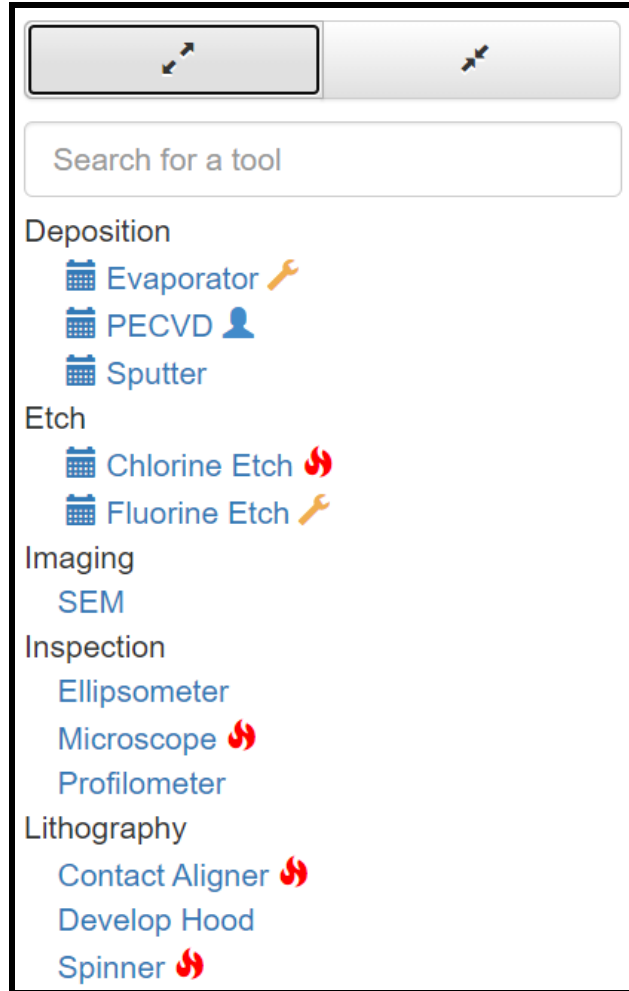 Search for a tool
Deposition
Evaporator
PECVD
Sputter
Etch
Chlorine Etch
Fluorine Etch
Imaging
SEM
Inspection
Ellipsometer
Microscope
Profilometer
Lithography
Contact Aligner
Develop Hood
Spinner